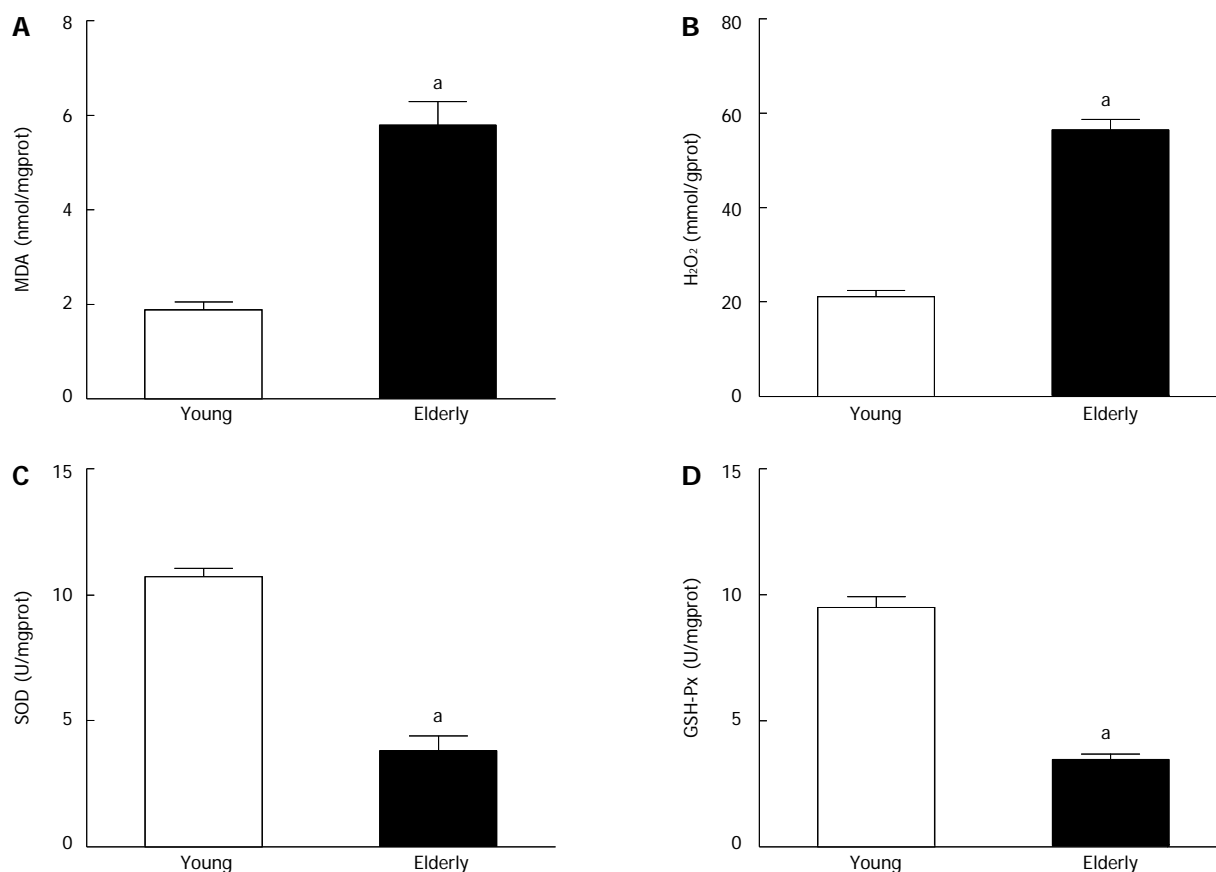 A
MDA (nmol/mgprot)
8
6
4
2
0
a
Young
Elderly
B
H₂O₂ (mmol/gprot)
80
60
40
20
0
a
Young
Elderly
C
SOD (U/mgprot)
15
10
5
0
a
Young
Elderly
D
GSH-Px (U/mgprot)
15
10
5
0
a
Young
Elderly